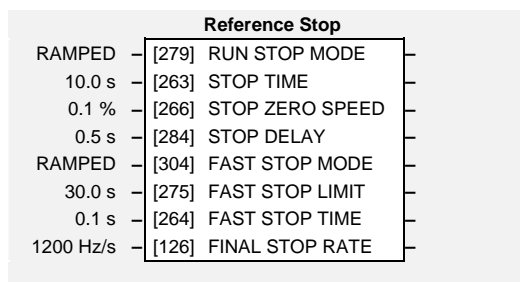 Reference Stop
RAMPED – [279] RUN STOP MODE –
10.0 s – [263] STOP TIME –
0.1 % – [266] STOP ZERO SPEED –
0.5 s – [284] STOP DELAY –
RAMPED – [304] FAST STOP MODE –
30.0 s – [275] FAST STOP LIMIT –
0.1 s – [264] FAST STOP TIME –
1200 Hz/s – [126] FINAL STOP RATE –